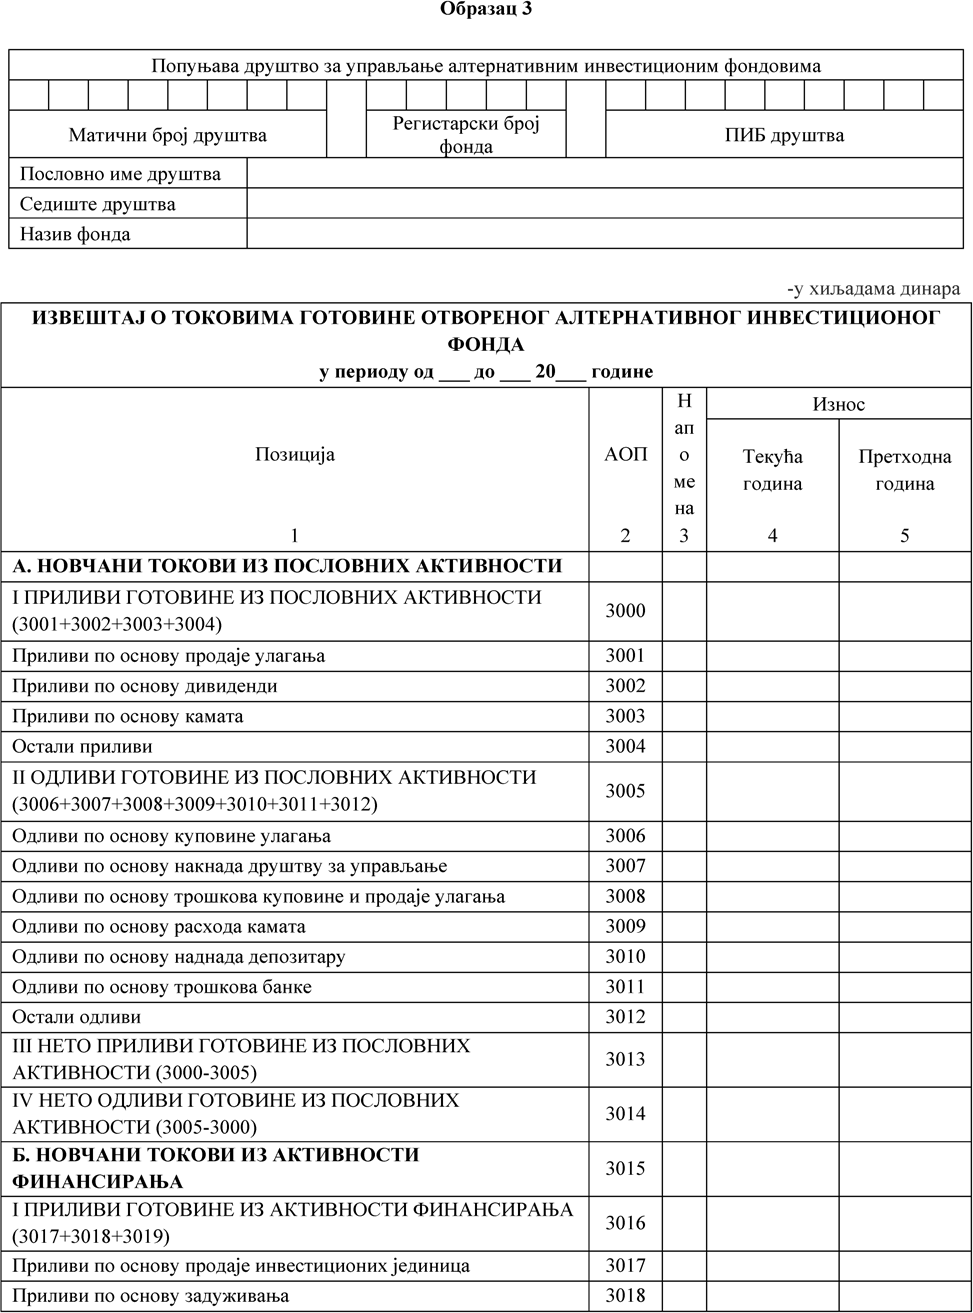 Образац 3
Попуњава друштво за управљање алтернативним инвестиционим фондовима
Матични број друштва
Регистарски број
фонда
ПИБ друштва
Пословно име друштва
Седиште друштва
Назив фонда
-у хиљадама динара
ИЗВЕШТАЈ О ТОКОВИМА ГОТОВИНЕ ОТВОРЕНОГ АЛТЕРНАТИВНОГ ИНВЕСТИЦИОНОГ
ФОНДА
у периоду од ___ до ___ 20___ године
Позиција
АОП
Н
ап
о
ме
на
Износ
Текућа
година
Претходна
година
1 2 3 4 5
А. НОВЧАНИ ТОКОВИ ИЗ ПОСЛОВНИХ АКТИВНОСТИ
I ПРИЛИВИ ГОТОВИНЕ ИЗ ПОСЛОВНИХ АКТИВНОСТИ
(3001+3002+3003+3004)
3000
Приливи по основу продаје улагања 3001
Приливи по основу дивиденди 3002
Приливи по основу камата 3003
Остали приливи 3004
II ОДЛИВИ ГОТОВИНЕ ИЗ ПОСЛОВНИХ АКТИВНОСТИ
(3006+3007+3008+3009+3010+3011+3012)
3005
Одливи по основу куповине улагања 3006
Одливи по основу накнада друштву за управљање 3007
Одливи по основу трошкова куповине и продаје улагања 3008
Одливи по основу расхода камата 3009
Одливи по основу наднада депозитару 3010
Одливи по основу трошкова банке 3011
Остали одливи 3012
III НЕТО ПРИЛИВИ ГОТОВИНЕ ИЗ ПОСЛОВНИХ
АКТИВНОСТИ (3000-3005)
3013
IV НЕТО ОДЛИВИ ГОТОВИНЕ ИЗ ПОСЛОВНИХ
АКТИВНОСТИ (3005-3000)
3014
Б. НОВЧАНИ ТОКОВИ ИЗ АКТИВНОСТИ
ФИНАНСИРАЊА
3015
I ПРИЛИВИ ГОТОВИНЕ ИЗ АКТИВНОСТИ ФИНАНСИРАЊА
(3017+3018+3019)
3016
Приливи по основу продаје инвестиционих јединица 3017
Приливи по основу задуживања 3018